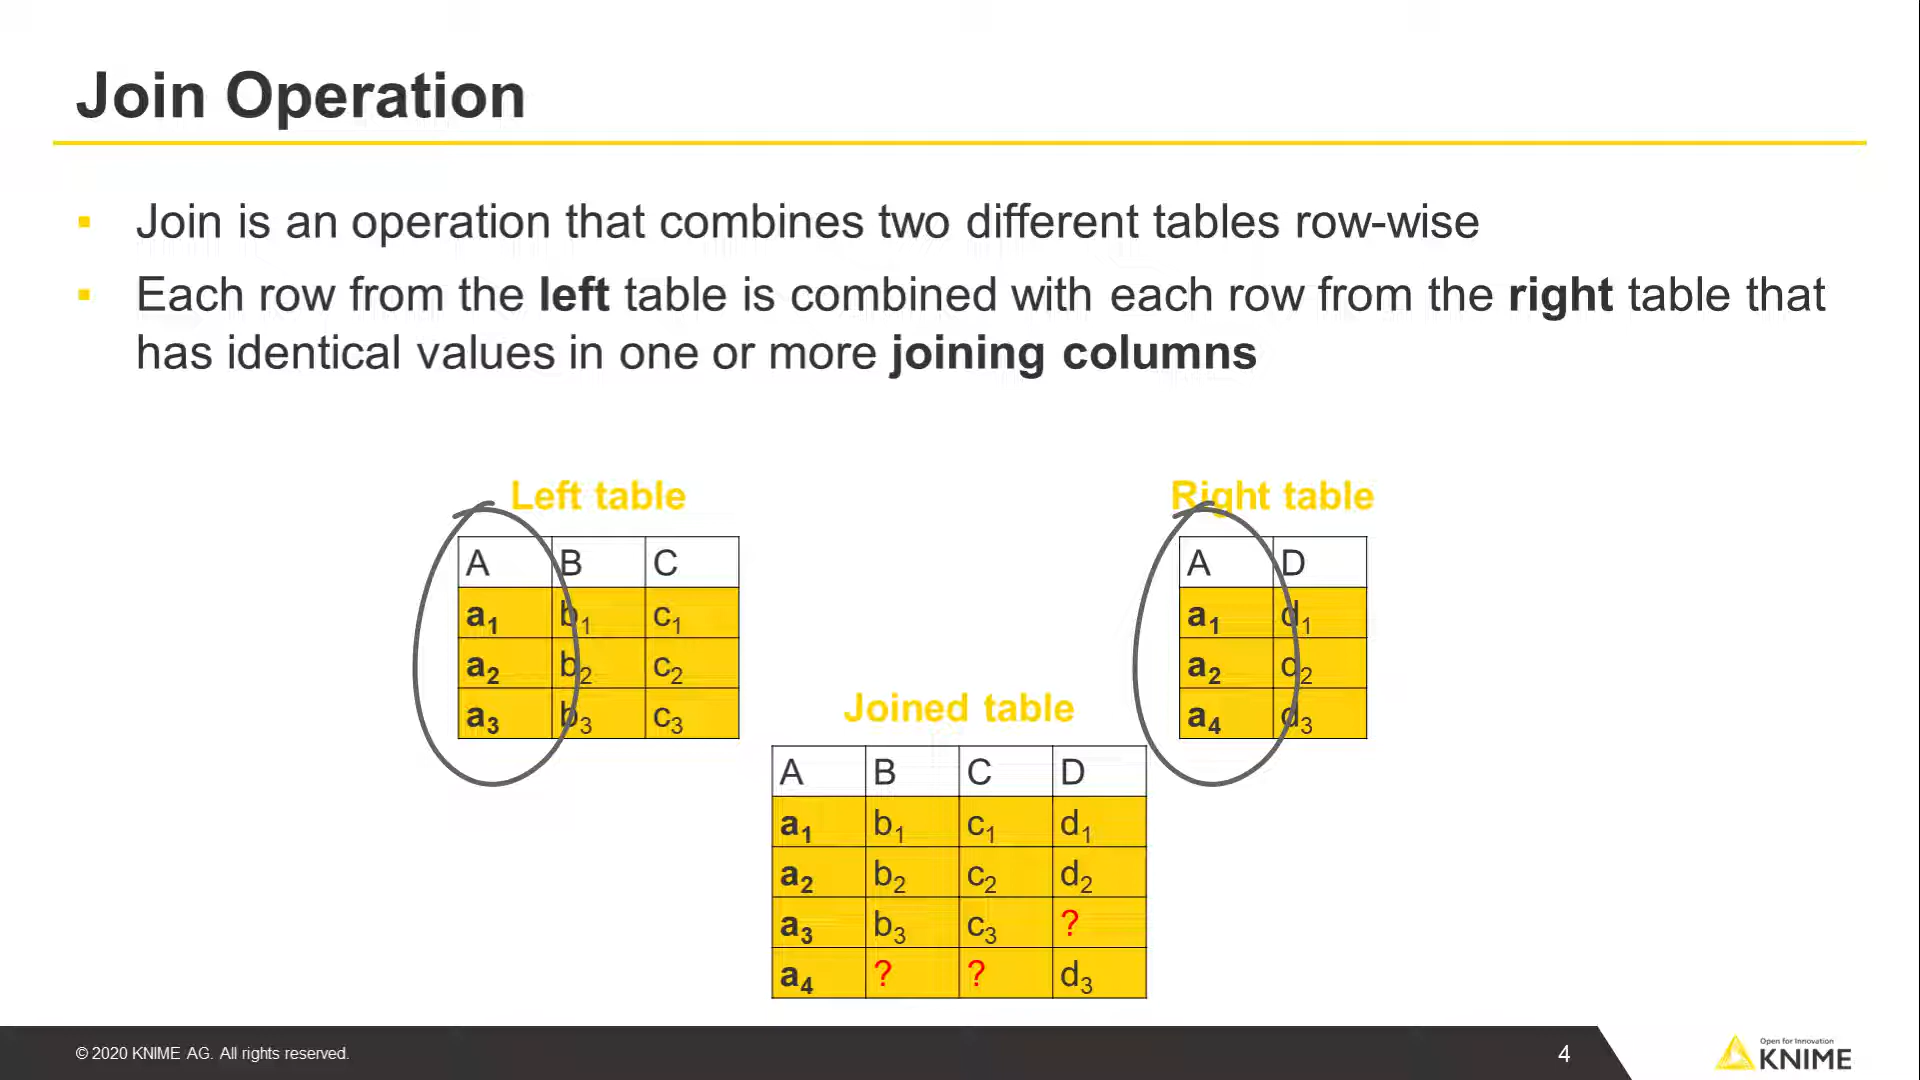 Join Operation
▪ Join is an operation that combines two different tables row-wise
▪ Each row from the left table is combined with each row from the right table that
has identical values in one or more joining columns
Left table
A B C
a₁ b₁ c₁
a₂ b₂ c₂
a₃ b₃ c₃
Right table
A D
a₁ d₁
a₂ d₂
a₄ d₃
Joined table
A B C D
a₁ b₁ c₁ d₁
a₂ b₂ c₂ d₂
a₃ b₃ c₃ ?
a₄ ? ? d₃
© 2020 KNIME AG. All rights reserved.
4
Open for Innovation
KNIME